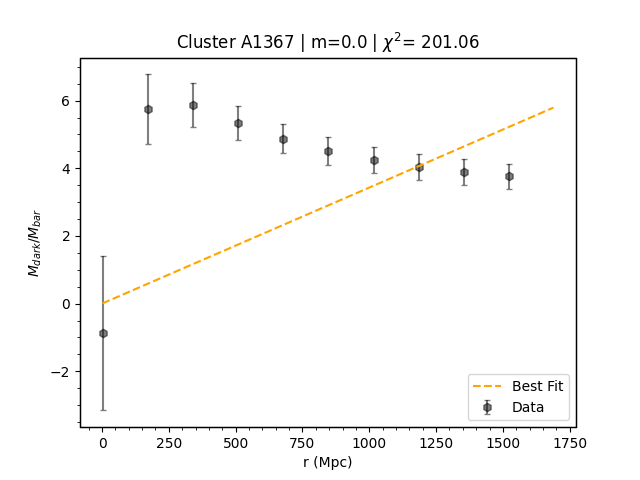 Cluster A1367 | m=0.0 | χ²= 201.06
M_dark/M_bar
6
4
2
0
−2
0 250 500 750 1000 1250 1500 1750
r (Mpc)
Best Fit
Data